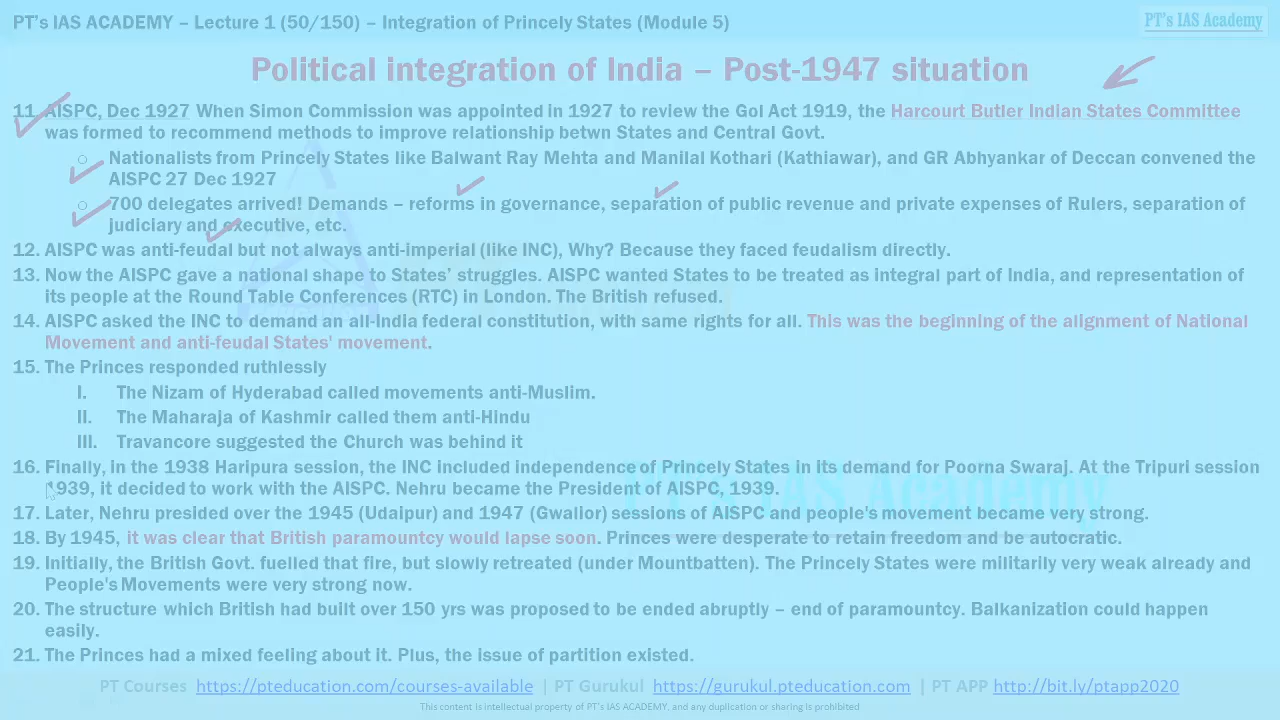 PT's IAS ACADEMY – Lecture 1 (50/150) – Integration of Princely States (Module 5)
PT's IAS Academy
Political integration of India – Post-1947 situation
11. AISPC, Dec 1927 When Simon Commission was appointed in 1927 to review the GoI Act 1919, the Harcourt Butler Indian States Committee
was formed to recommend methods to improve relationship betwn States and Central Govt.
o Nationalists from Princely States like Balwant Ray Mehta and Manilal Kothari (Kathiawar), and GR Abhyankar of Deccan convened the
AISPC 27 Dec 1927
o 700 delegates arrived! Demands – reforms in governance, separation of public revenue and private expenses of Rulers, separation of
judiciary and executive, etc.
12. AISPC was anti-feudal but not always anti-imperial (like INC), Why? Because they faced feudalism directly.
13. Now the AISPC gave a national shape to States' struggles. AISPC wanted States to be treated as integral part of India, and representation of
its people at the Round Table Conferences (RTC) in London. The British refused.
14. AISPC asked the INC to demand an all-India federal constitution, with same rights for all. This was the beginning of the alignment of National
Movement and anti-feudal States' movement.
15. The Princes responded ruthlessly
I. The Nizam of Hyderabad called movements anti-Muslim.
II. The Maharaja of Kashmir called them anti-Hindu
III. Travancore suggested the Church was behind it
16. Finally, in the 1938 Haripura session, the INC included independence of Princely States in its demand for Poorna Swaraj. At the Tripuri session
1939, it decided to work with the AISPC. Nehru became the President of AISPC, 1939.
17. Later, Nehru presided over the 1945 (Udaipur) and 1947 (Gwalior) sessions of AISPC and people's movement became very strong.
18. By 1945, it was clear that British paramountcy would lapse soon. Princes were desperate to retain freedom and be autocratic.
19. Initially, the British Govt. fuelled that fire, but slowly retreated (under Mountbatten). The Princely States were militarily very weak already and
People's Movements were very strong now.
20. The structure which British had built over 150 yrs was proposed to be ended abruptly – end of paramountcy. Balkanization could happen
easily.
21. The Princes had a mixed feeling about it. Plus, the issue of partition existed.
PT's IAS Academy
PT Courses https://pteducation.com/courses-available | PT Gurukul https://gurukul.pteducation.com | PT APP http://bit.ly/ptapp2020
This content is intellectual property of PT's IAS ACADEMY, and any duplication or sharing is prohibited